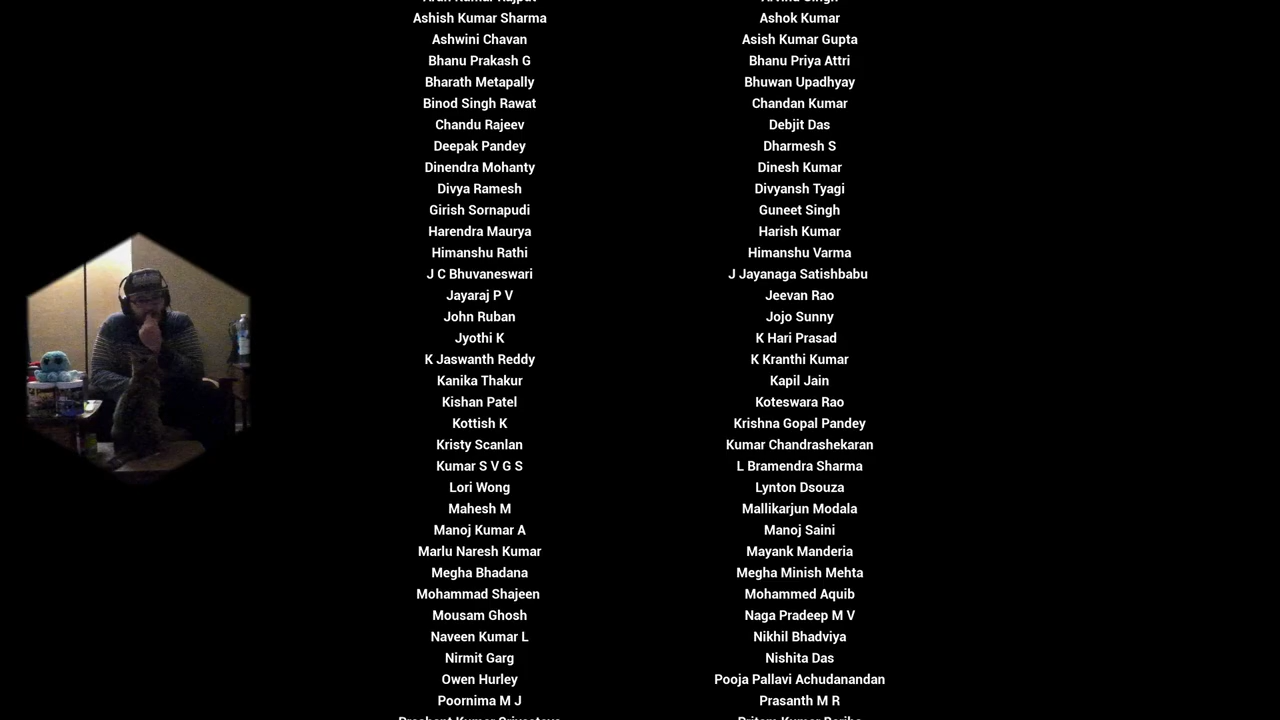 Ashish Kumar Sharma Ashok Kumar
Ashwini Chavan Asish Kumar Gupta
Bhanu Prakash G Bhanu Priya Attri
Bharath Metapally Bhuwan Upadhyay
Binod Singh Rawat Chandan Kumar
Chandu Rajeev Debjit Das
Deepak Pandey Dharmesh S
Dinendra Mohanty Dinesh Kumar
Divya Ramesh Divyansh Tyagi
Girish Sornapudi Guneet Singh
Harendra Maurya Harish Kumar
Himanshu Rathi Himanshu Varma
J C Bhuvaneswari J Jayanaga Satishbabu
Jayaraj P V Jeevan Rao
John Ruban Jojo Sunny
Jyothi K K Hari Prasad
K Jaswanth Reddy K Kranthi Kumar
Kanika Thakur Kapil Jain
Kishan Patel Koteswara Rao
Kottish K Krishna Gopal Pandey
Kristy Scanlan Kumar Chandrashekaran
Kumar S V G S L Bramendra Sharma
Lori Wong Lynton Dsouza
Mahesh M Mallikarjun Modala
Manoj Kumar A Manoj Saini
Marlu Naresh Kumar Mayank Manderia
Megha Bhadana Megha Minish Mehta
Mohammad Shajeen Mohammed Aquib
Mousam Ghosh Naga Pradeep M V
Naveen Kumar L Nikhil Bhadviya
Nirmit Garg Nishita Das
Owen Hurley Pooja Pallavi Achudanandan
Poornima M J Prasanth M R